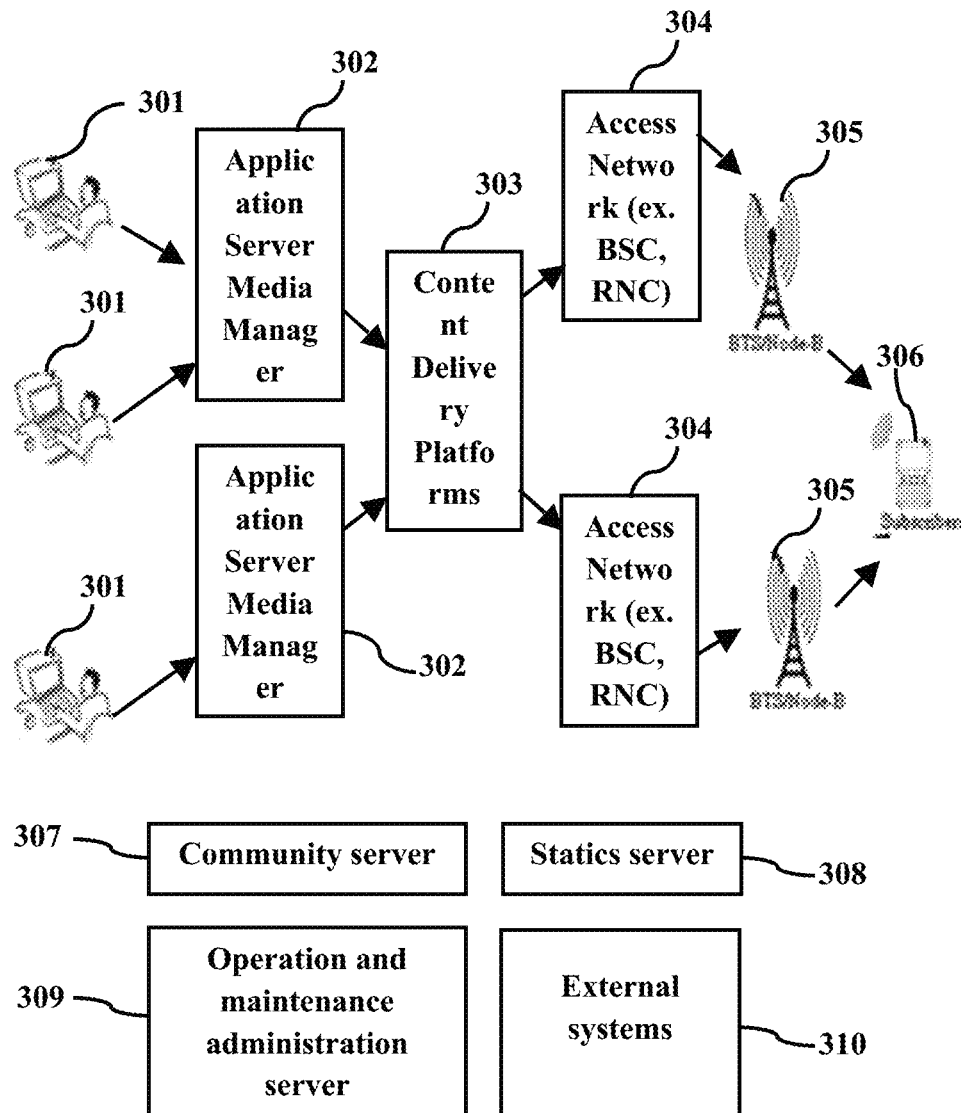 304
302
305
301
Access
Netwo
rk (ex.
BSC,
RNC)
Applic
ation
Server
Media
Manag
er
303
Conte
nt
Delive
ry
Platfo
rms
301
306
304
Applic
ation
Server
Media
Manag
er
305
Access
Netwo
rk (ex.
BSC,
RNC)
301
302
307
Community server
Statics server
308
309
Operation and
maintenance
administration
server
External
systems
310